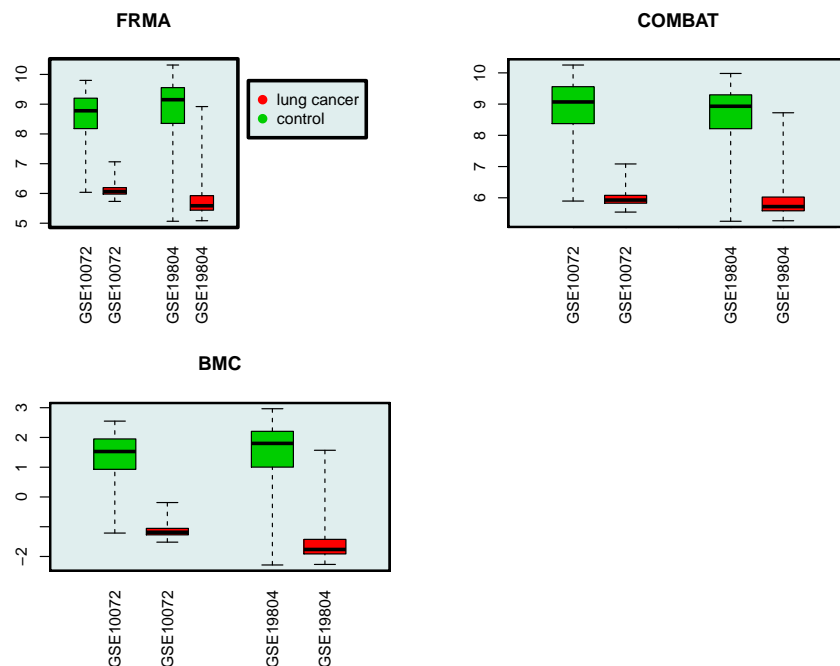 FRMA
10
9
8
7
6
5
GSE10072
GSE10072
GSE19804
GSE19804
lung cancer
control
COMBAT
10
9
8
6
GSE10072
GSE10072
GSE19804
GSE19804
BMC
3
2
1
0
−2
GSE10072
GSE10072
GSE19804
GSE19804